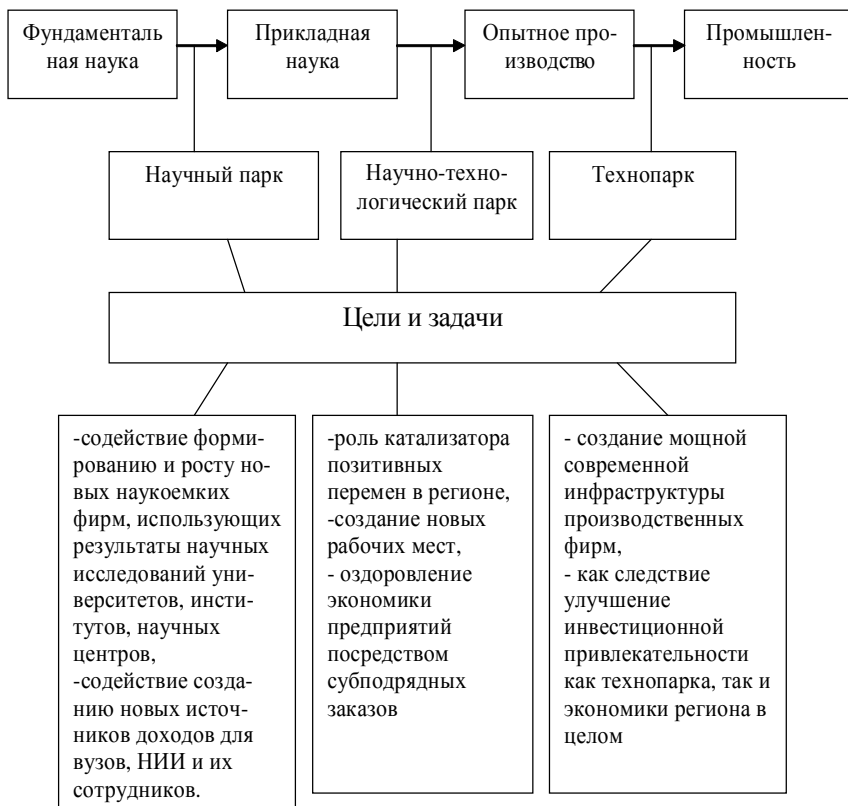 Фундаменталь
ная наука
Прикладная
наука
Опытное про-
изводство
Промышлен-
ность
Научный парк
Научно-техно-
логический парк
Технопарк
Цели и задачи
-содействие форми-
рованию и росту но-
вых наукоемких
фирм, использующих
результаты научных
исследований уни-
верситетов, инсти-
тутов, научных
центров,
-содействие созда-
нию новых источ-
ников доходов для
вузов, НИИ и их
сотрудников.
-роль катализатора
позитивных
перемен в регионе,
-создание новых
рабочих мест,
- оздоровление
экономики
предприятий
посредством
субподрядных
заказов
- создание мощной
современной
инфраструктуры
производственных
фирм,
- как следствие
улучшение
инвестиционной
привлекательности
как технопарка, так и
экономики региона в
целом